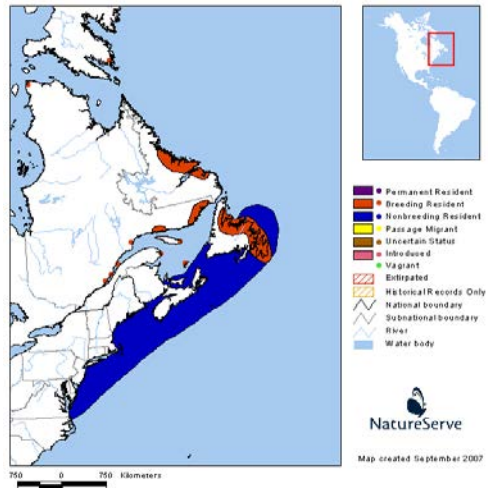 Permanent Resident
Breeding Resident
Nonbreeding Resident
Passage Migrant
Uncertain Status
Introduced
Vagrant
Extirpated
Historical Records Only
National boundary
Subnational boundary
River
Water body
NatureServe
Map created September 2007
750 0 750 Kilometers